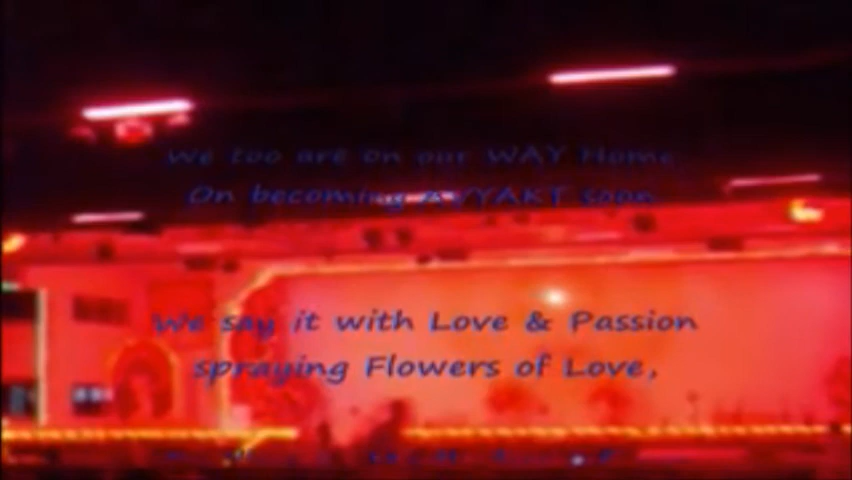 We too are on our WAY Home,
On becoming AVYAKT soon.
We say it with Love & Passion
spraying Flowers of Love,